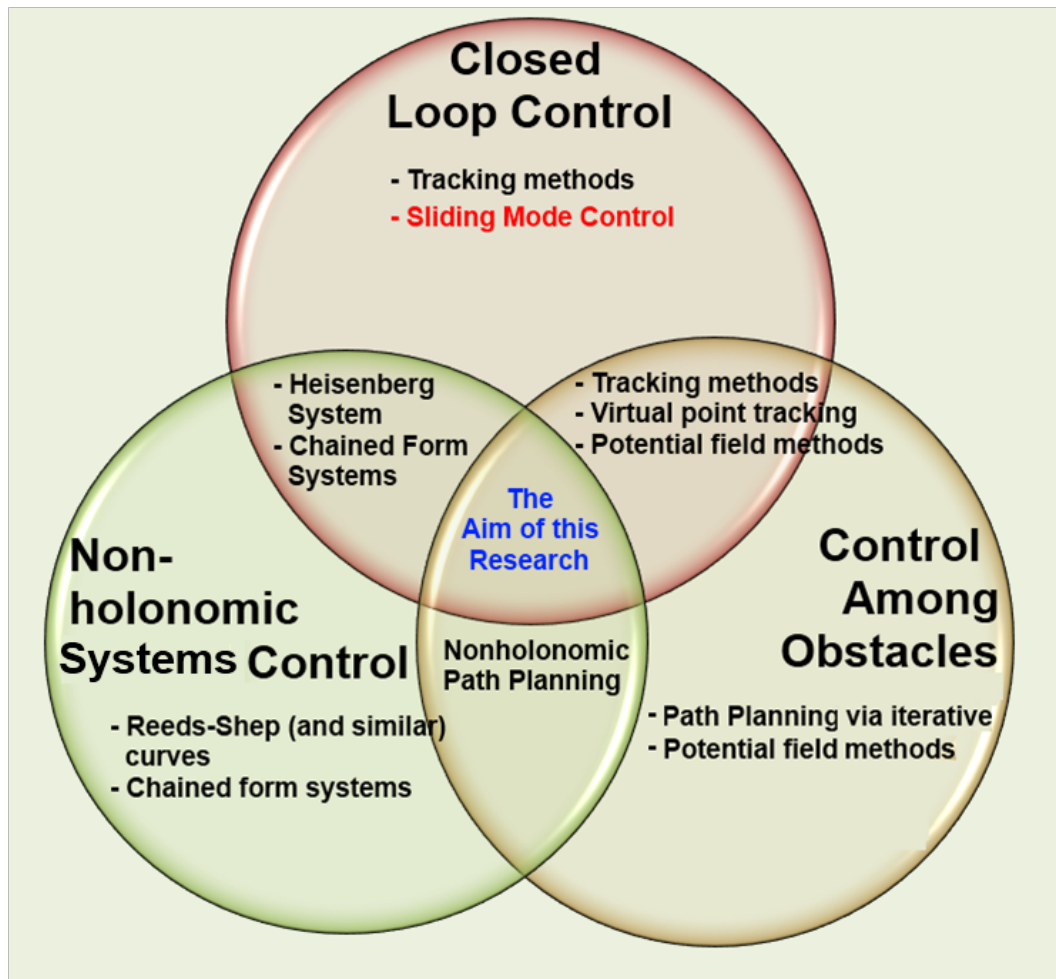 Closed
Loop Control
- Tracking methods
- Sliding Mode Control
- Heisenberg
System
- Chained Form
Systems
- Tracking methods
- Virtual point tracking
- Potential field methods
The
Aim of this
Research
Non-
holonomic
Systems Control
- Reeds-Shep (and similar)
curves
- Chained form systems
Nonholonomic
Path Planning
Control
Among
Obstacles
- Path Planning via iterative
- Potential field methods